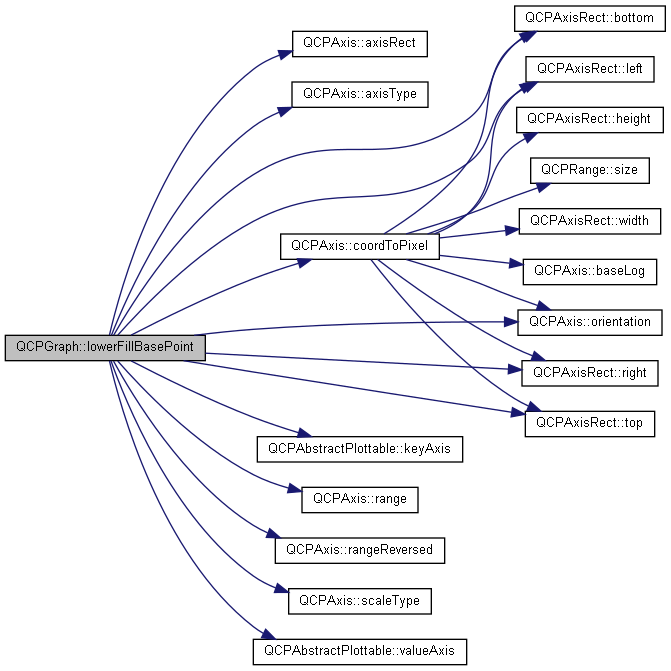 QCPAxisRect::bottom
QCPAxis::axisRect
QCPAxisRect::left
QCPAxis::axisType
QCPAxisRect::height
QCPRange::size
QCPAxisRect::width
QCPAxis::coordToPixel
QCPAxis::baseLog
QCPAxis::orientation
QCPGraph::lowerFillBasePoint
QCPAxisRect::right
QCPAxisRect::top
QCPAbstractPlottable::keyAxis
QCPAxis::range
QCPAxis::rangeReversed
QCPAxis::scaleType
QCPAbstractPlottable::valueAxis